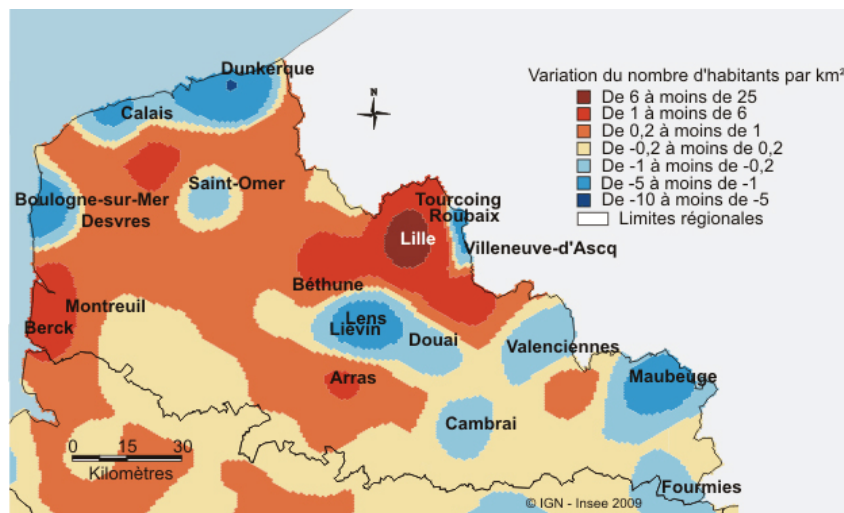 Dunkerque
Calais
N
Variation du nombre d'habitants par km²
De 6 à moins de 25
De 1 à moins de 6
De 0,2 à moins de 1
De -0,2 à moins de 0,2
De -1 à moins de -0,2
De -5 à moins de -1
De -10 à moins de -5
Limites régionales
Saint-Omer
Boulogne-sur-Mer
Desvres
Tourcoing
Roubaix
Lille
Villeneuve-d'Ascq
Béthune
Montreuil
Berck
Lens
Liévin
Douai
Valenciennes
Maubeuge
Arras
Cambrai
0 15 30
Kilomètres
Fourmies
© IGN - Insee 2009